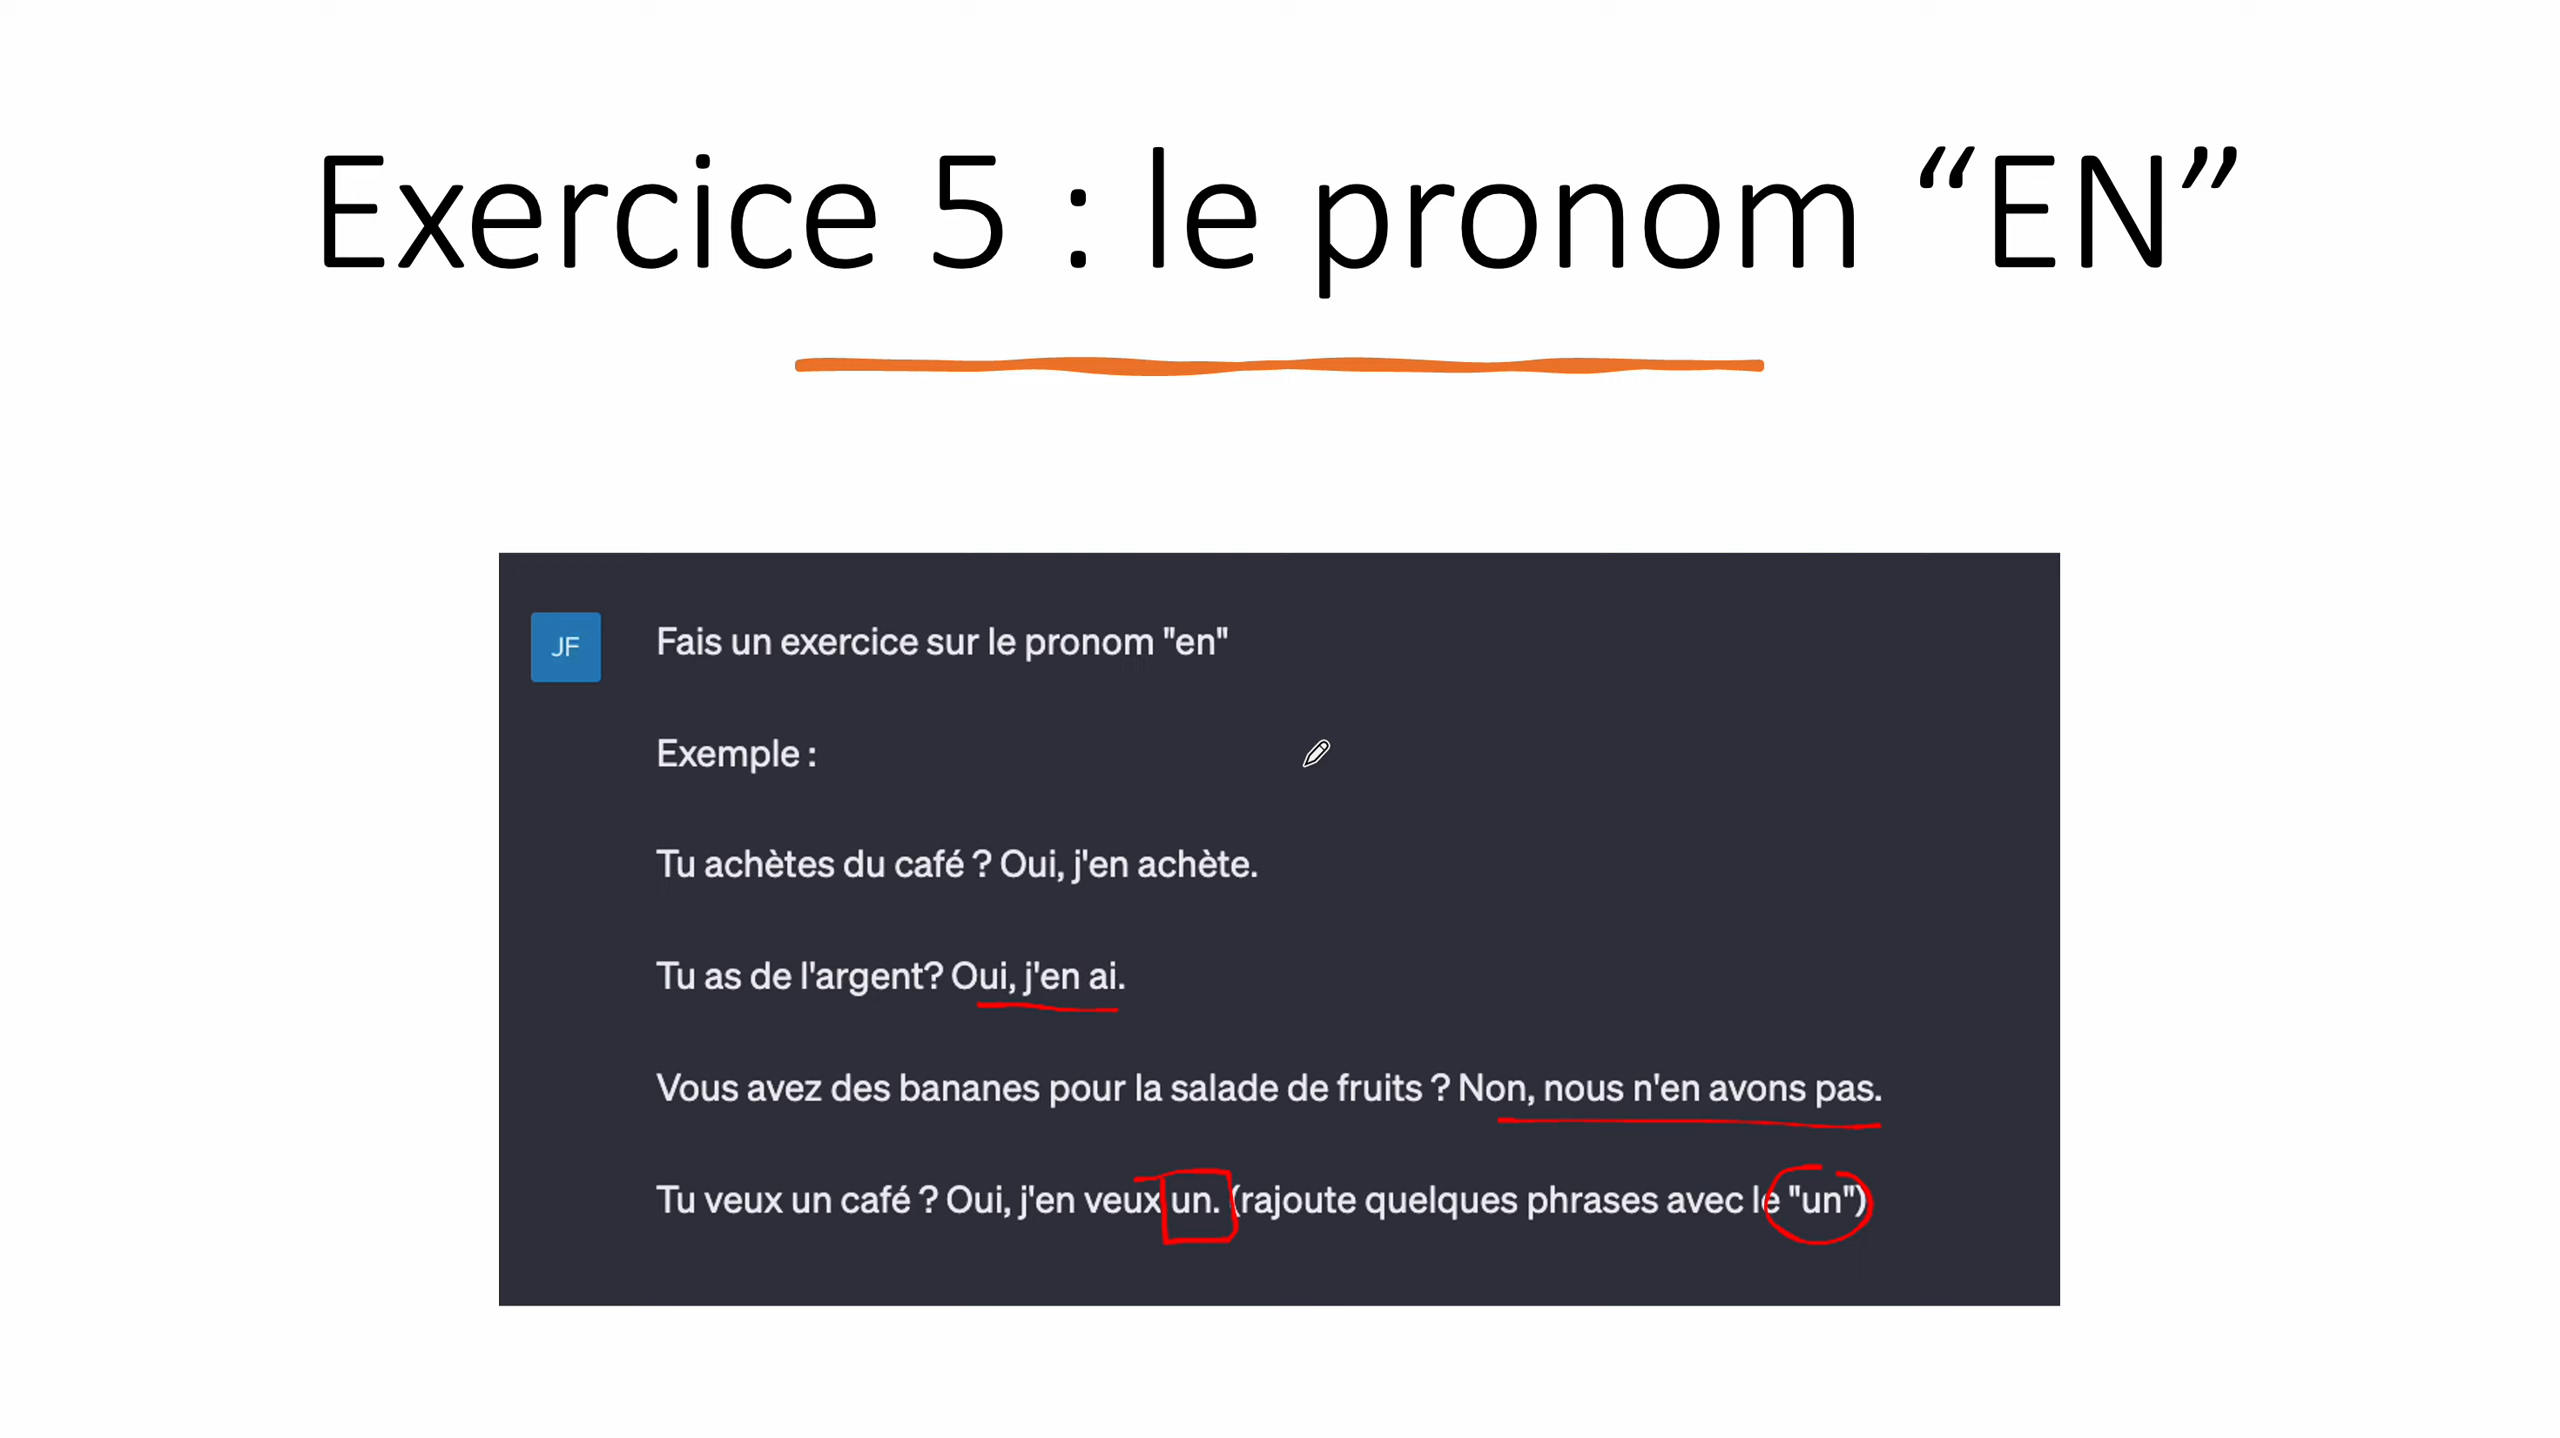 Exercice 5 : le pronom “EN”
JF
Fais un exercice sur le pronom "en"
Exemple :
Tu achètes du café ? Oui, j'en achète.
Tu as de l'argent? Oui, j'en ai.
Vous avez des bananes pour la salade de fruits ? Non, nous n'en avons pas.
Tu veux un café ? Oui, j'en veux un. (rajoute quelques phrases avec le "un")